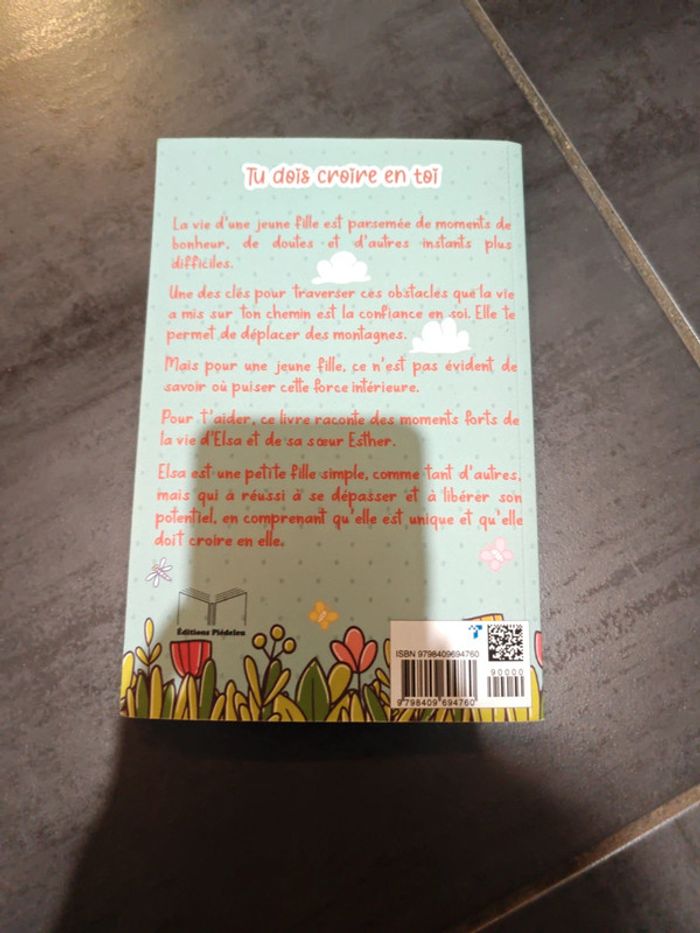 Tu dois croire en toi
La vie d'une jeune fille est parsemée de moments de
bonheur, de doutes et d'autres instants plus
difficiles.
Une des clés pour traverser ces obstacles que la vie
a mis sur ton chemin est la confiance en soi. Elle te
permet de déplacer des montagnes.
Mais pour une jeune fille, ce n'est pas évident de
savoir où puiser cette force intérieure.
Pour t'aider, ce livre raconte des moments forts de
la vie d'Elsa et de sa sœur Esther.
Elsa est une petite fille simple, comme tant d'autres,
mais qui à réussi à se dépasser et à libérer son
potentiel, en comprenant qu'elle est unique et qu'elle
doit croire en elle.
Éditions Piédeleu
ISBN 9798409694760
90000
9 798409 694760